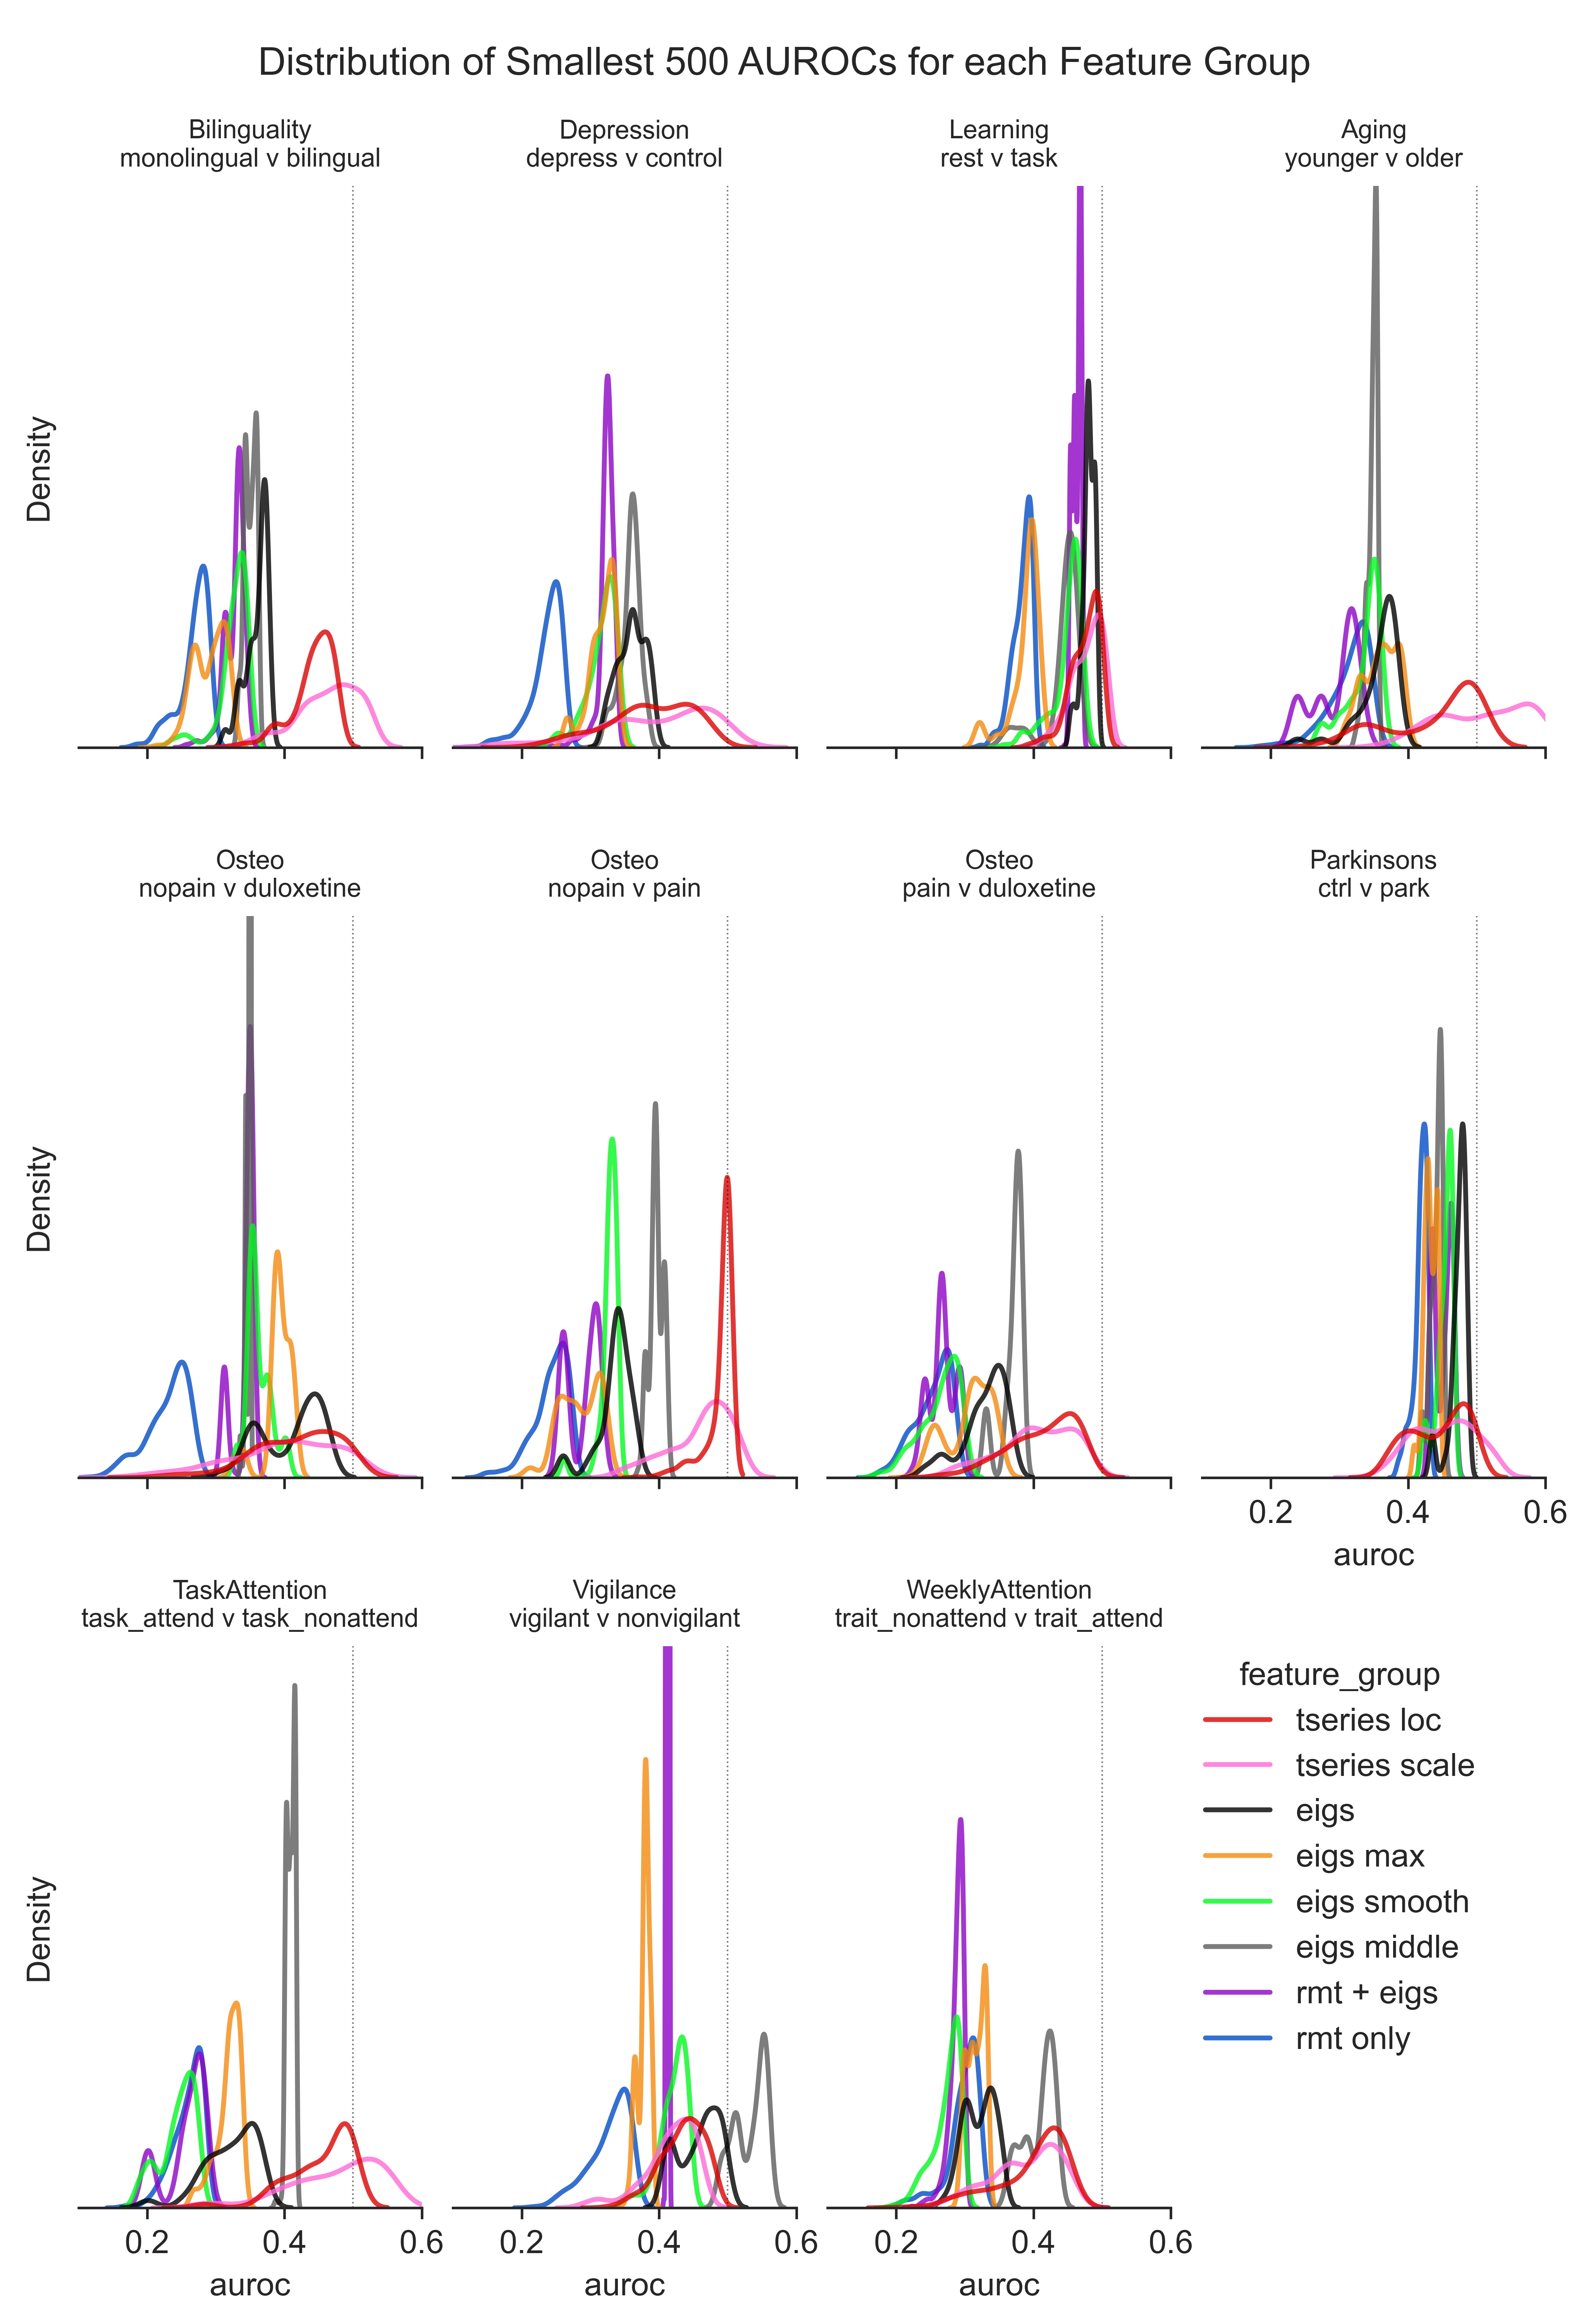 Distribution of Smallest 500 AUROCs for each Feature Group
Bilinguality
monolingual v bilingual
Depression
depress v control
Learning
rest v task
Aging
younger v older
Density
Osteo
nopain v duloxetine
Osteo
nopain v pain
Osteo
pain v duloxetine
Parkinsons
ctrl v park
Density
0.2 0.4 0.6
auroc
TaskAttention
task_attend v task_nonattend
Vigilance
vigilant v nonvigilant
WeeklyAttention
trait_nonattend v trait_attend
Density
0.2 0.4 0.6
auroc
0.2 0.4 0.6
auroc
0.2 0.4 0.6
auroc
feature_group
tseries loc
tseries scale
eigs
eigs max
eigs smooth
eigs middle
rmt + eigs
rmt only